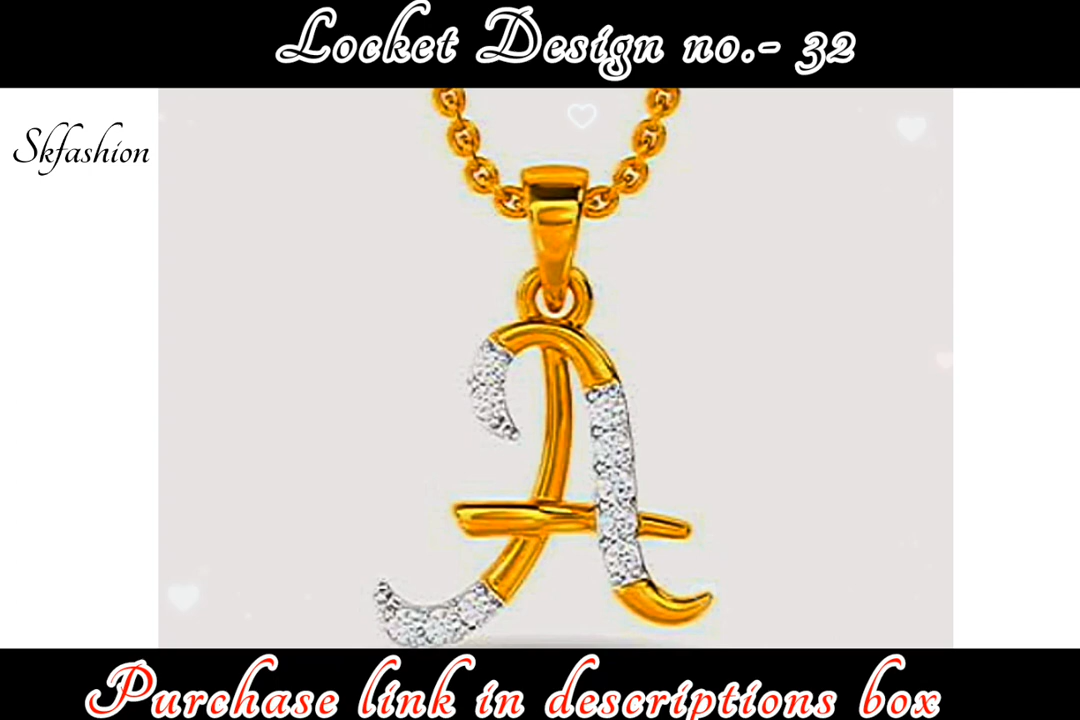 Locket Design no.- 32
Skfashion
A
Purchase link in descriptions box